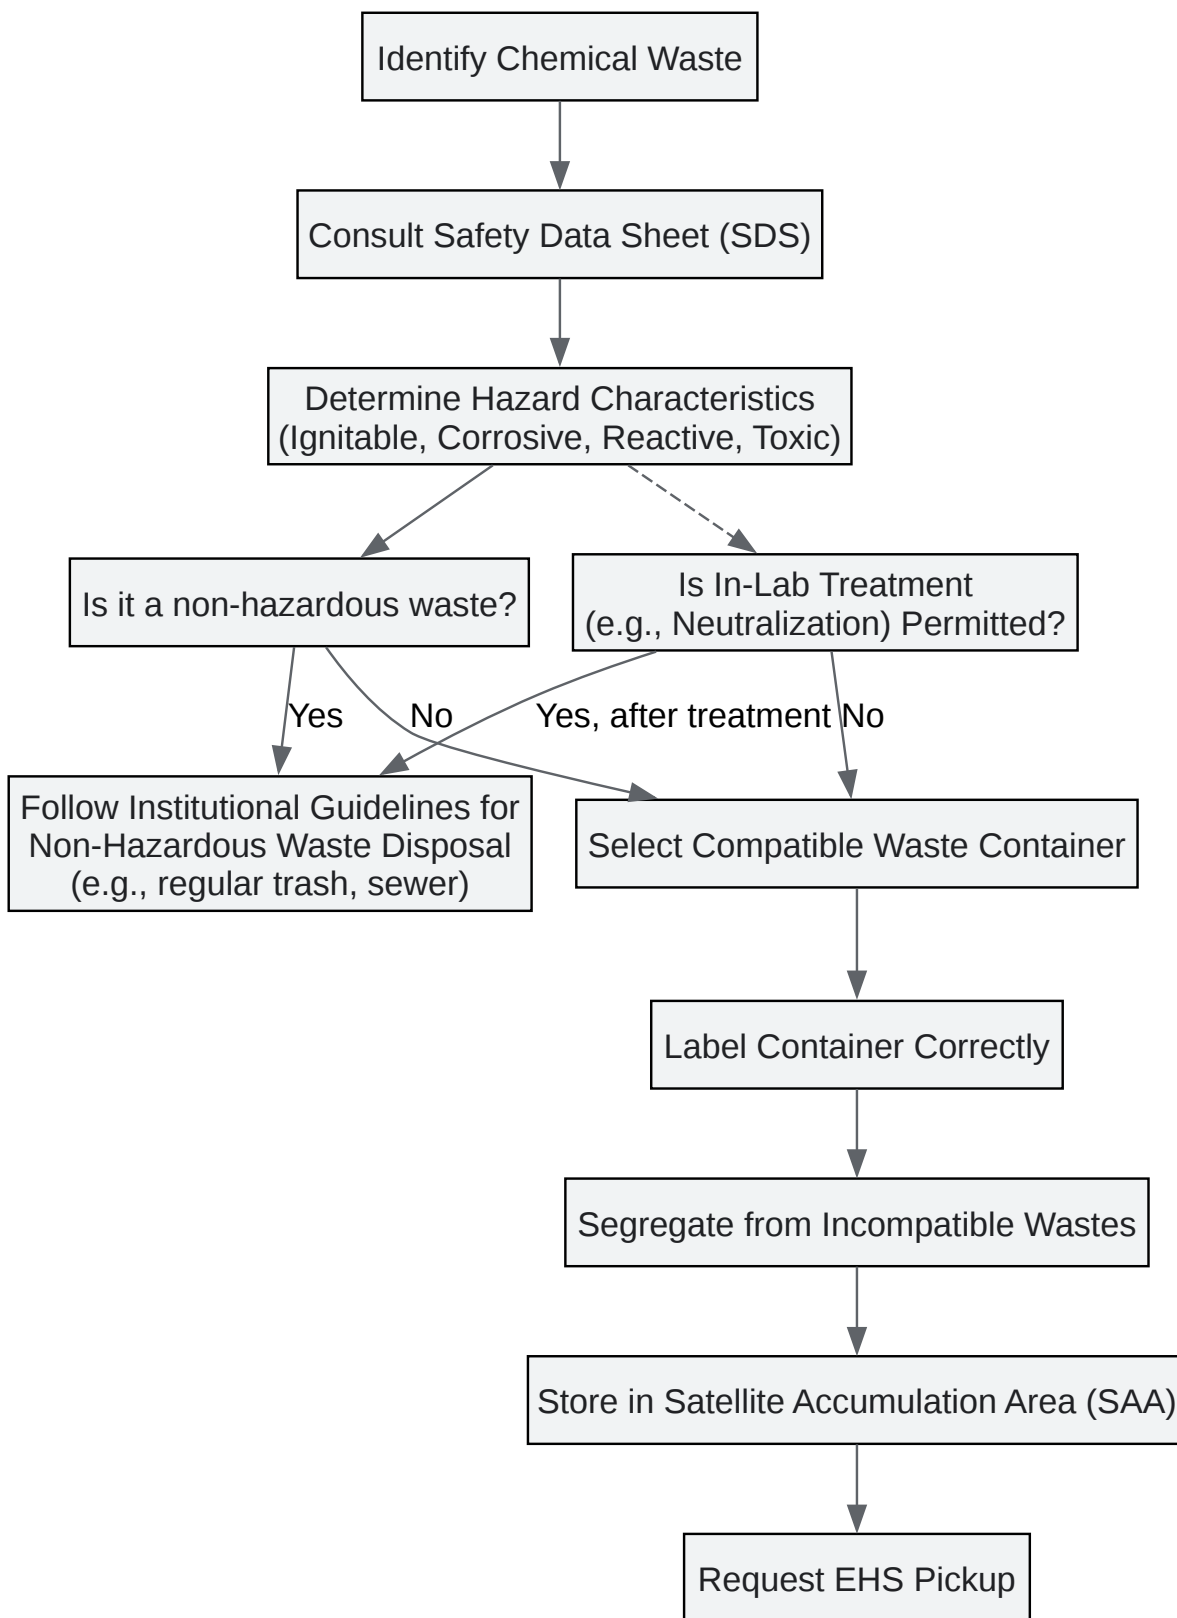 Identify Chemical Waste
Consult Safety Data Sheet (SDS)
Determine Hazard Characteristics
(Ignitable, Corrosive, Reactive, Toxic)
Is it a non-hazardous waste?
Is In-Lab Treatment
(e.g., Neutralization) Permitted?
Yes
No
Yes, after treatment
No
Follow Institutional Guidelines for
Non-Hazardous Waste Disposal
(e.g., regular trash, sewer)
Select Compatible Waste Container
Label Container Correctly
Segregate from Incompatible Wastes
Store in Satellite Accumulation Area (SAA)
Request EHS Pickup